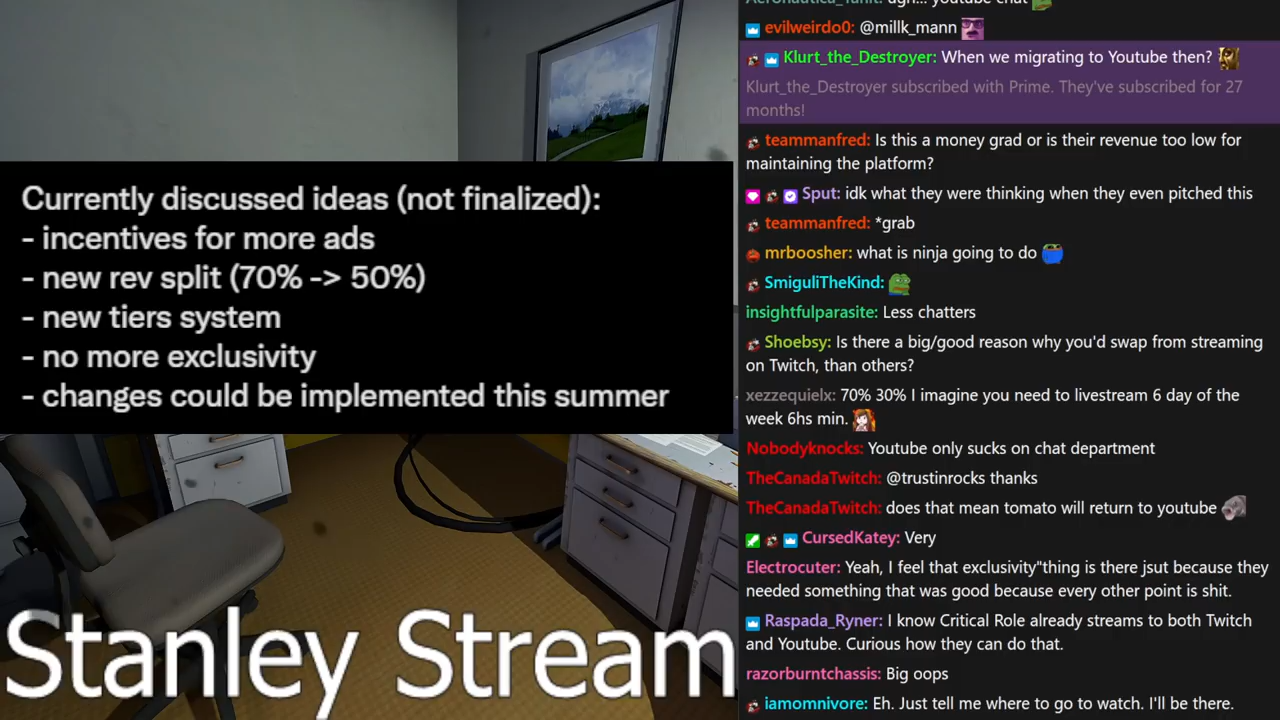 Currently discussed ideas (not finalized):
- incentives for more ads
- new rev split (70% -> 50%)
- new tiers system
- no more exclusivity
- changes could be implemented this summer
Stanley Stream
evilweirdo0: @millk_mann
Klurt_the_Destroyer: When we migrating to Youtube then?
Klurt_the_Destroyer subscribed with Prime. They've subscribed for 27
months!
teammanfred: Is this a money grad or is their revenue too low for
maintaining the platform?
Sput: idk what they were thinking when they even pitched this
teammanfred: *grab
mrboosher: what is ninja going to do
SmiguliTheKind:
insightfulparasite: Less chatters
Shoebsy: Is there a big/good reason why you'd swap from streaming
on Twitch, than others?
xezzequielx: 70% 30% I imagine you need to livestream 6 day of the
week 6hs min.
Nobodyknocks: Youtube only sucks on chat department
TheCanadaTwitch: @trustinrocks thanks
TheCanadaTwitch: does that mean tomato will return to youtube
CursedKatey: Very
Electrocuter: Yeah, I feel that exclusivity"thing is there jsut because they
needed something that was good because every other point is shit.
Raspada_Ryner: I know Critical Role already streams to both Twitch
and Youtube. Curious how they can do that.
razorburntchassis: Big oops
iamomnivore: Eh. Just tell me where to go to watch. I'll be there.